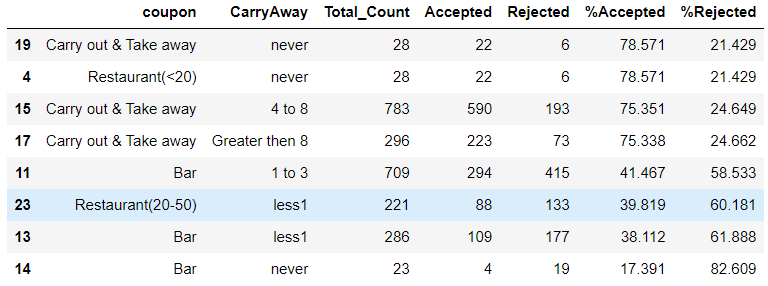 coupon CarryAway Total_Count Accepted Rejected %Accepted %Rejected
19 Carry out & Take away never 28 22 6 78.571 21.429
4 Restaurant(<20) never 28 22 6 78.571 21.429
15 Carry out & Take away 4 to 8 783 590 193 75.351 24.649
17 Carry out & Take away Greater then 8 296 223 73 75.338 24.662
11 Bar 1 to 3 709 294 415 41.467 58.533
23 Restaurant(20-50) less1 221 88 133 39.819 60.181
13 Bar less1 286 109 177 38.112 61.888
14 Bar never 23 4 19 17.391 82.609